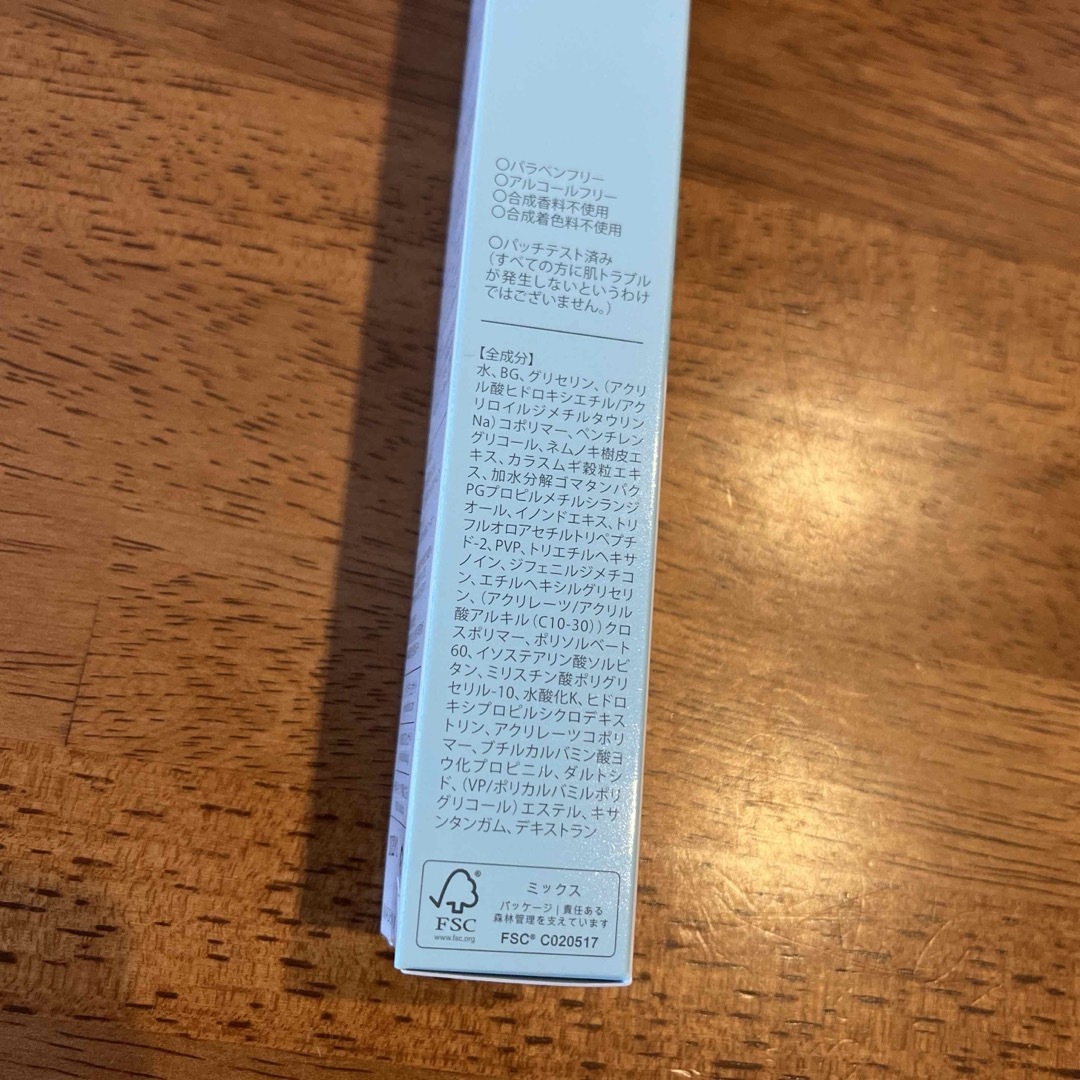 ○パラベンフリー
○アルコールフリー
○合成香料不使用
○合成着色料不使用
○パッチテスト済み
(すべての方に肌トラブル
が発生しないというわけ
ではございません。)
【全成分】
水、BG、グリセリン、(アクリ
ル酸ヒドロキシエチル/アク
リロイルジメチルタウリン
Na)コポリマー、ペンチレン
グリコール、ネムノキ樹皮エ
キス、カラスムギ穀粒エキ
ス、加水分解ゴマタンパク
PGプロピルメチルシランジ
オール、イノンドエキス、トリ
フルオロアセチルトリペプチ
ド-2、PVP、トリエチルヘキサ
ノイン、ジフェニルジメチコ
ン、エチルヘキシルグリセリ
ン、(アクリレーツ/アクリル
酸アルキル(C10-30))クロ
スポリマー、ポリソルベート
60、イソステアリン酸ソルビ
タン、ミリスチン酸ポリグリ
セリル-10、水酸化K、ヒドロ
キシプロピルシクロデキス
トリン、アクリレーツコポリ
マー、ブチルカルバミン酸ヨ
ウ化プロピニル、ダルトシ
ド、(VP/ポリカルバミルポリ
グリコール)エステル、キサ
ンタンガム、デキストラン
FSC®
www.fsc.org
ミックス
パッケージ|責任ある
森林管理を支えています
FSC® C020517